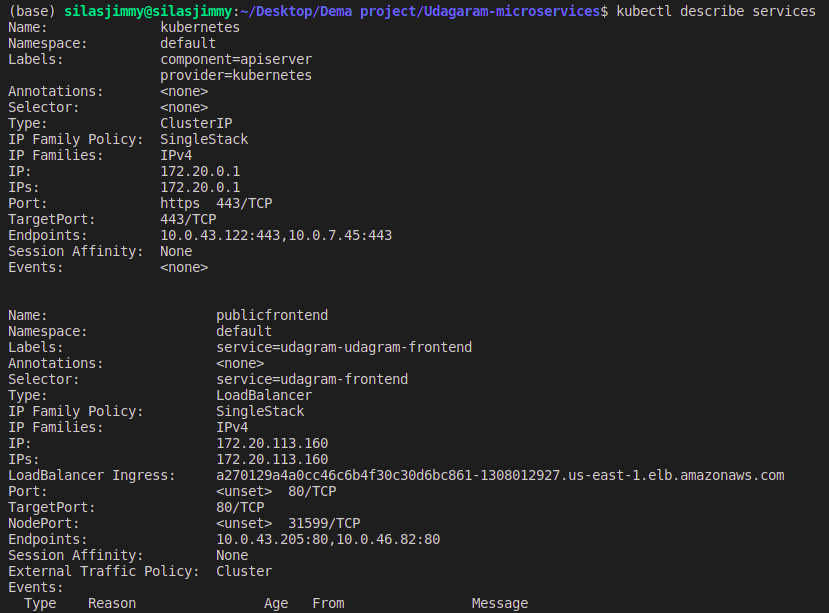 (base) silasjimmy@silasjimmy:~/Desktop/Dema project/Udagaram-microservices$ kubectl describe services
Name: kubernetes
Namespace: default
Labels: component=apiserver
provider=kubernetes
Annotations: <none>
Selector: <none>
Type: ClusterIP
IP Family Policy: SingleStack
IP Families: IPv4
IP: 172.20.0.1
IPs: 172.20.0.1
Port: https 443/TCP
TargetPort: 443/TCP
Endpoints: 10.0.43.122:443,10.0.7.45:443
Session Affinity: None
Events: <none>
Name: publicfrontend
Namespace: default
Labels: service=udagram-udagram-frontend
Annotations: <none>
Selector: service=udagram-frontend
Type: LoadBalancer
IP Family Policy: SingleStack
IP Families: IPv4
IP: 172.20.113.160
IPs: 172.20.113.160
LoadBalancer Ingress: a270129a4a0cc46c6b4f30c30d6bc861-1308012927.us-east-1.elb.amazonaws.com
Port: <unset> 80/TCP
TargetPort: 80/TCP
NodePort: <unset> 31599/TCP
Endpoints: 10.0.43.205:80,10.0.46.82:80
Session Affinity: None
External Traffic Policy: Cluster
Events:
Type Reason Age From Message